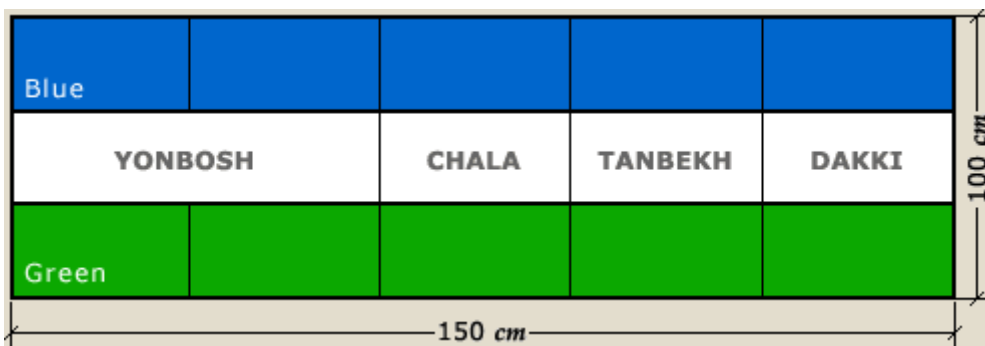 Blue
YONBOSH CHALA TANBEKH DAKKI
Green
100 cm
150 cm